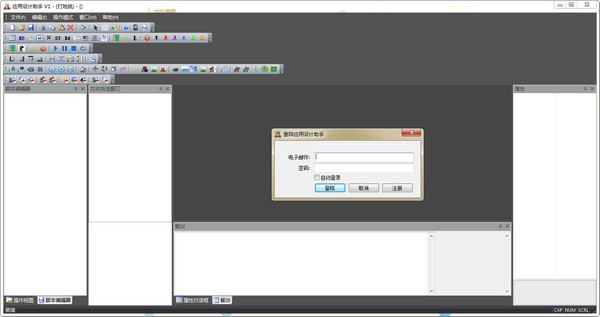 应用设计助手 V1 - [打地鼠] - []
文件(F) 编辑(E) 操作模式 窗口(W) 帮助(H)
脚本编辑器
文件浏览窗口
属性
登陆应用设计助手
电子邮件:
密码:
自动登录
登陆 取消 注册
输出
操作视图 脚本编辑器
属性对话框 输出
就绪
CAP NUM SCRL